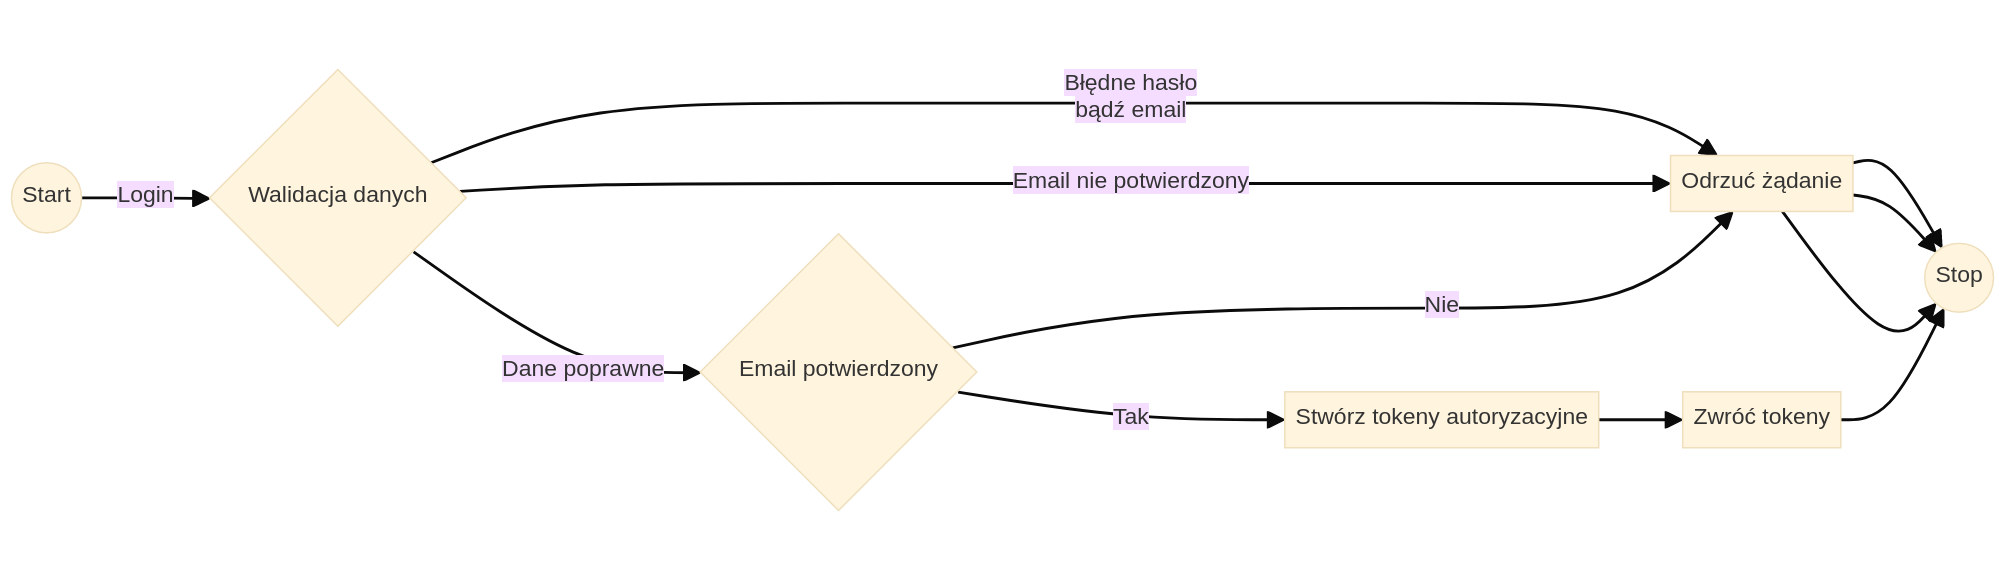 Start
Login
Walidacja danych
Błędne hasło
bądź email
Email nie potwierdzony
Dane poprawne
Email potwierdzony
Nie
Tak
Odrzuć żądanie
Stwórz tokeny autoryzacyjne
Zwróć tokeny
Stop